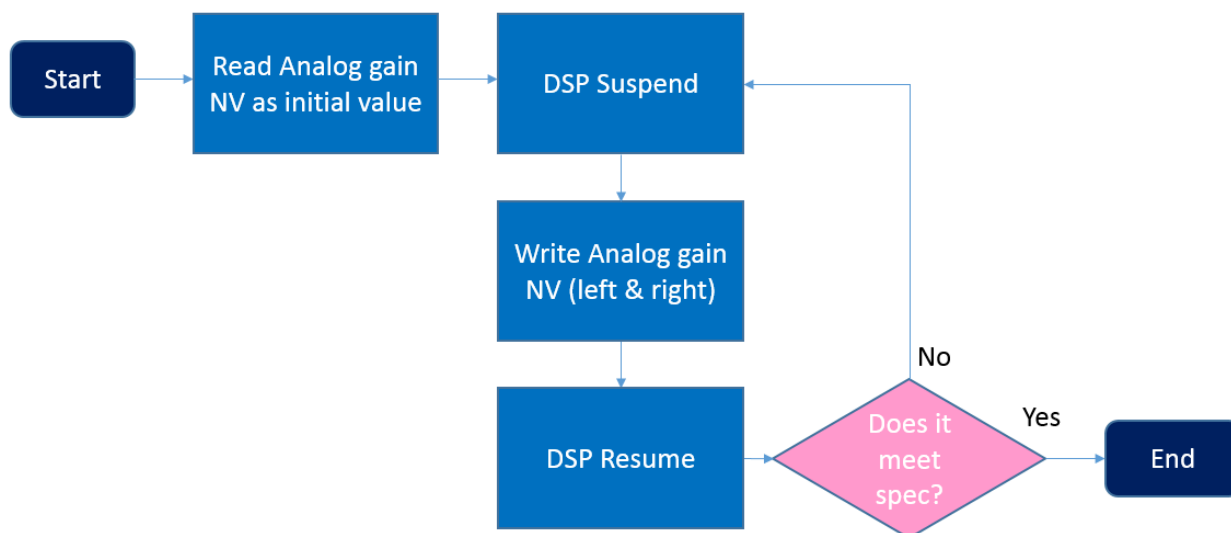 Start
Read Analog gain
NV as initial value
DSP Suspend
Write Analog gain
NV (left & right)
DSP Resume
No
Does it
meet
spec?
Yes
End